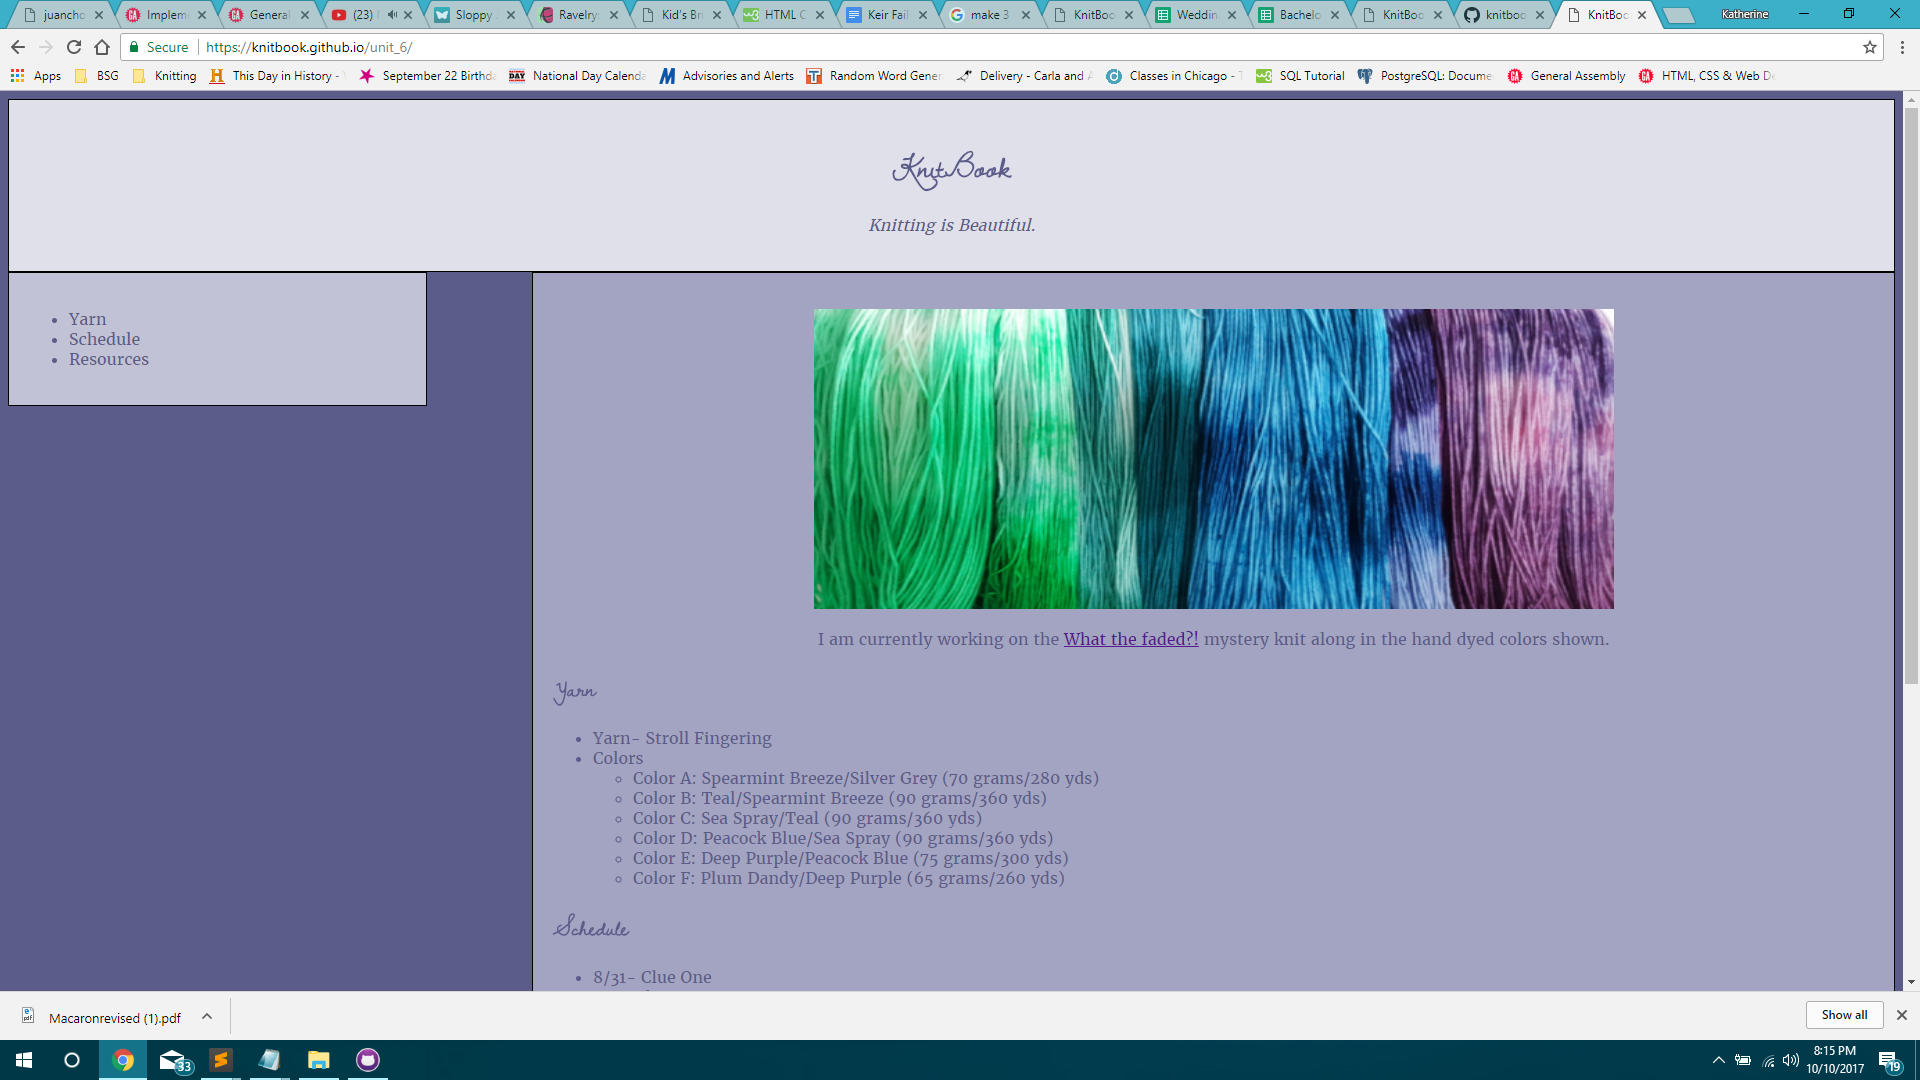 juancho
Implem
General
(23)
Sloppy
Ravelry
Kid's Br
HTML C
Keir Fail
make 3
KnitBoo
Weddin
Bachelo
KnitBoo
knitboo
KnitBoo
Katherine
Secure https://knitbook.github.io/unit_6/
Apps BSG Knitting This Day in History - September 22 Birthda National Day Calenda Advisories and Alerts Random Word Gener Delivery - Carla and Classes in Chicago - SQL Tutorial PostgreSQL: Docume General Assembly HTML, CSS & Web De
KnitBook
Knitting is Beautiful.
Yarn
Schedule
Resources
I am currently working on the What the faded?! mystery knit along in the hand dyed colors shown.
Yarn
Yarn- Stroll Fingering
Colors
Color A: Spearmint Breeze/Silver Grey (70 grams/280 yds)
Color B: Teal/Spearmint Breeze (90 grams/360 yds)
Color C: Sea Spray/Teal (90 grams/360 yds)
Color D: Peacock Blue/Sea Spray (90 grams/360 yds)
Color E: Deep Purple/Peacock Blue (75 grams/300 yds)
Color F: Plum Dandy/Deep Purple (65 grams/260 yds)
Schedule
8/31- Clue One
Macaronrevised (1).pdf
Show all
33
8:15 PM
10/10/2017
19